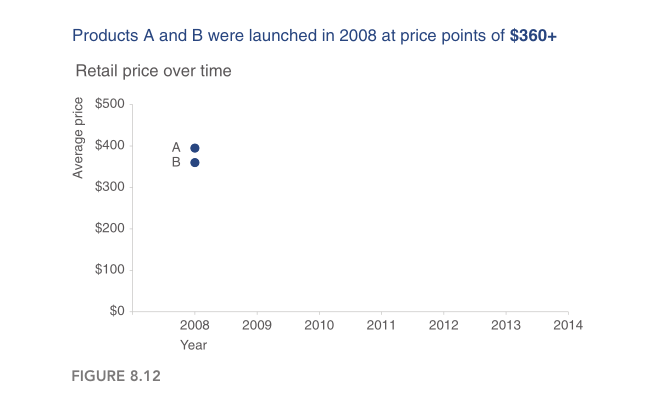 Products A and B were launched in 2008 at price points of $360+
Retail price over time
Average price
$500
$400
$300
$200
$100
$0
A
B
2008 2009 2010 2011 2012 2013 2014
Year
FIGURE 8.12